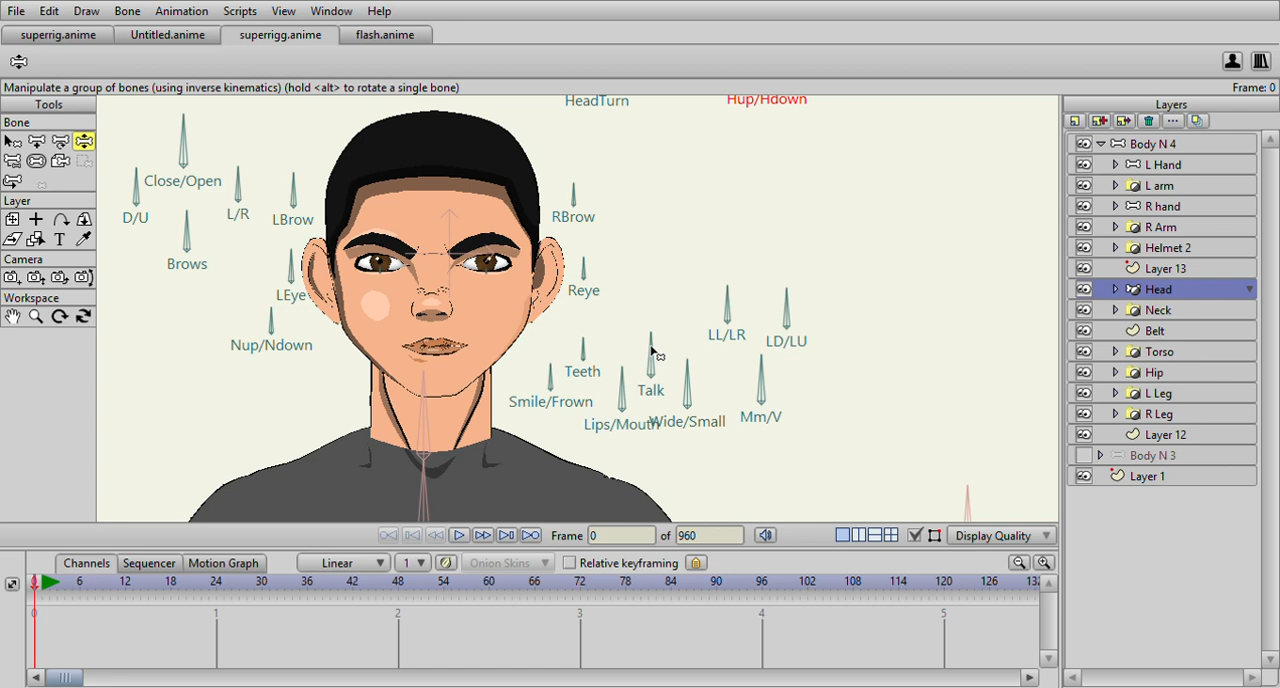 File Edit Draw Bone Animation Scripts View Window Help
superrig.anime Untitled.anime superrigg.anime flash.anime
Manipulate a group of bones (using inverse kinematics) (hold <alt> to rotate a single bone) Frame: 0
Tools
Bone
Layer
Camera
Workspace
HeadTurn Hup/Hdown
Close/Open
D/U L/R LBrow RBrow
Brows
LEye Reye
Nup/Ndown LL/LR LD/LU
Teeth
Smile/Frown Talk
Lips/Mouth Wide/Small Mm/V
Layers
Body N 4
L Hand
L arm
R hand
R Arm
Helmet 2
Layer 13
Head
Neck
Belt
Torso
Hip
L Leg
R Leg
Layer 12
Body N 3
Layer 1
Frame 0 of 960 Display Quality
Channels Sequencer Motion Graph Linear 1 Onion Skins Relative keyframing
0 6 12 18 24 30 36 42 48 54 60 66 72 78 84 90 96 102 108 114 120 126
0 1 2 3 4 5